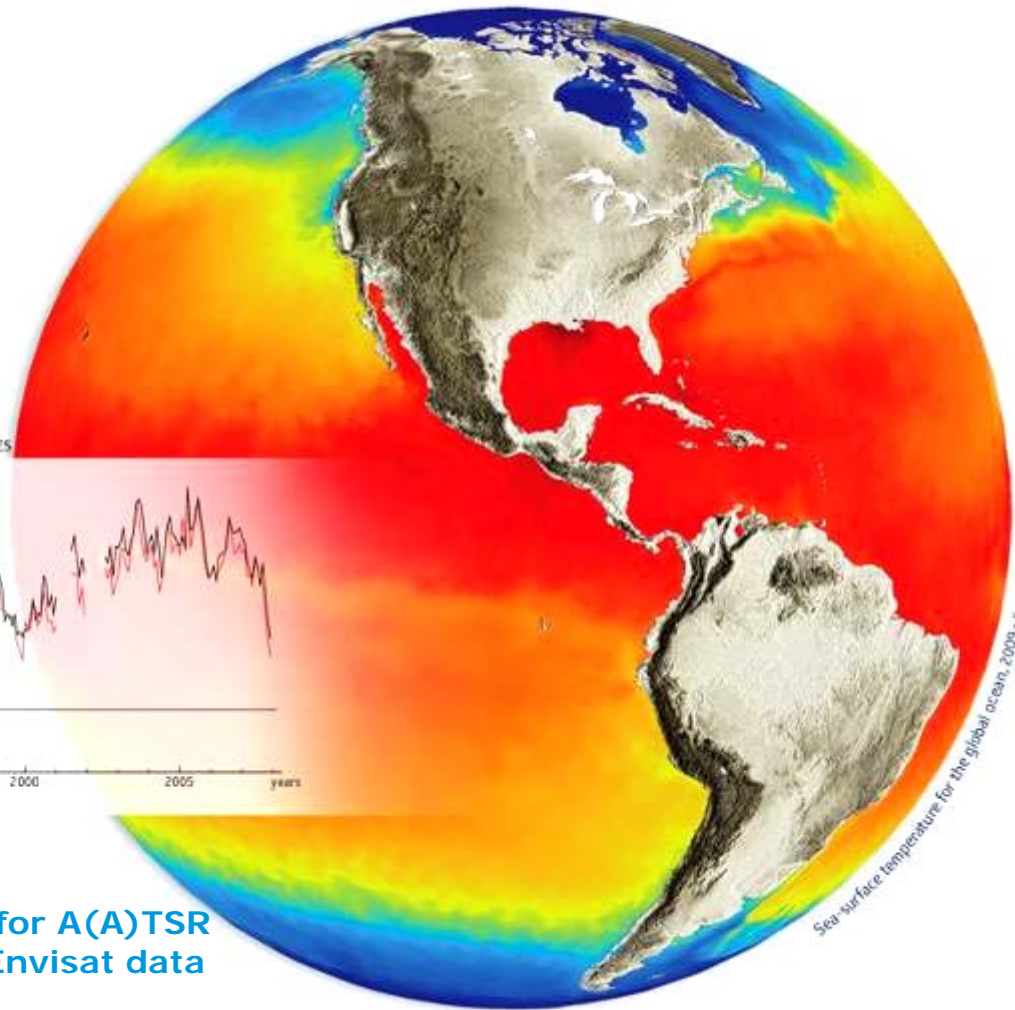 2000
2005
years
Sea-surface temperature for the global ocean, 2009
for A(A)TSR
Envisat data